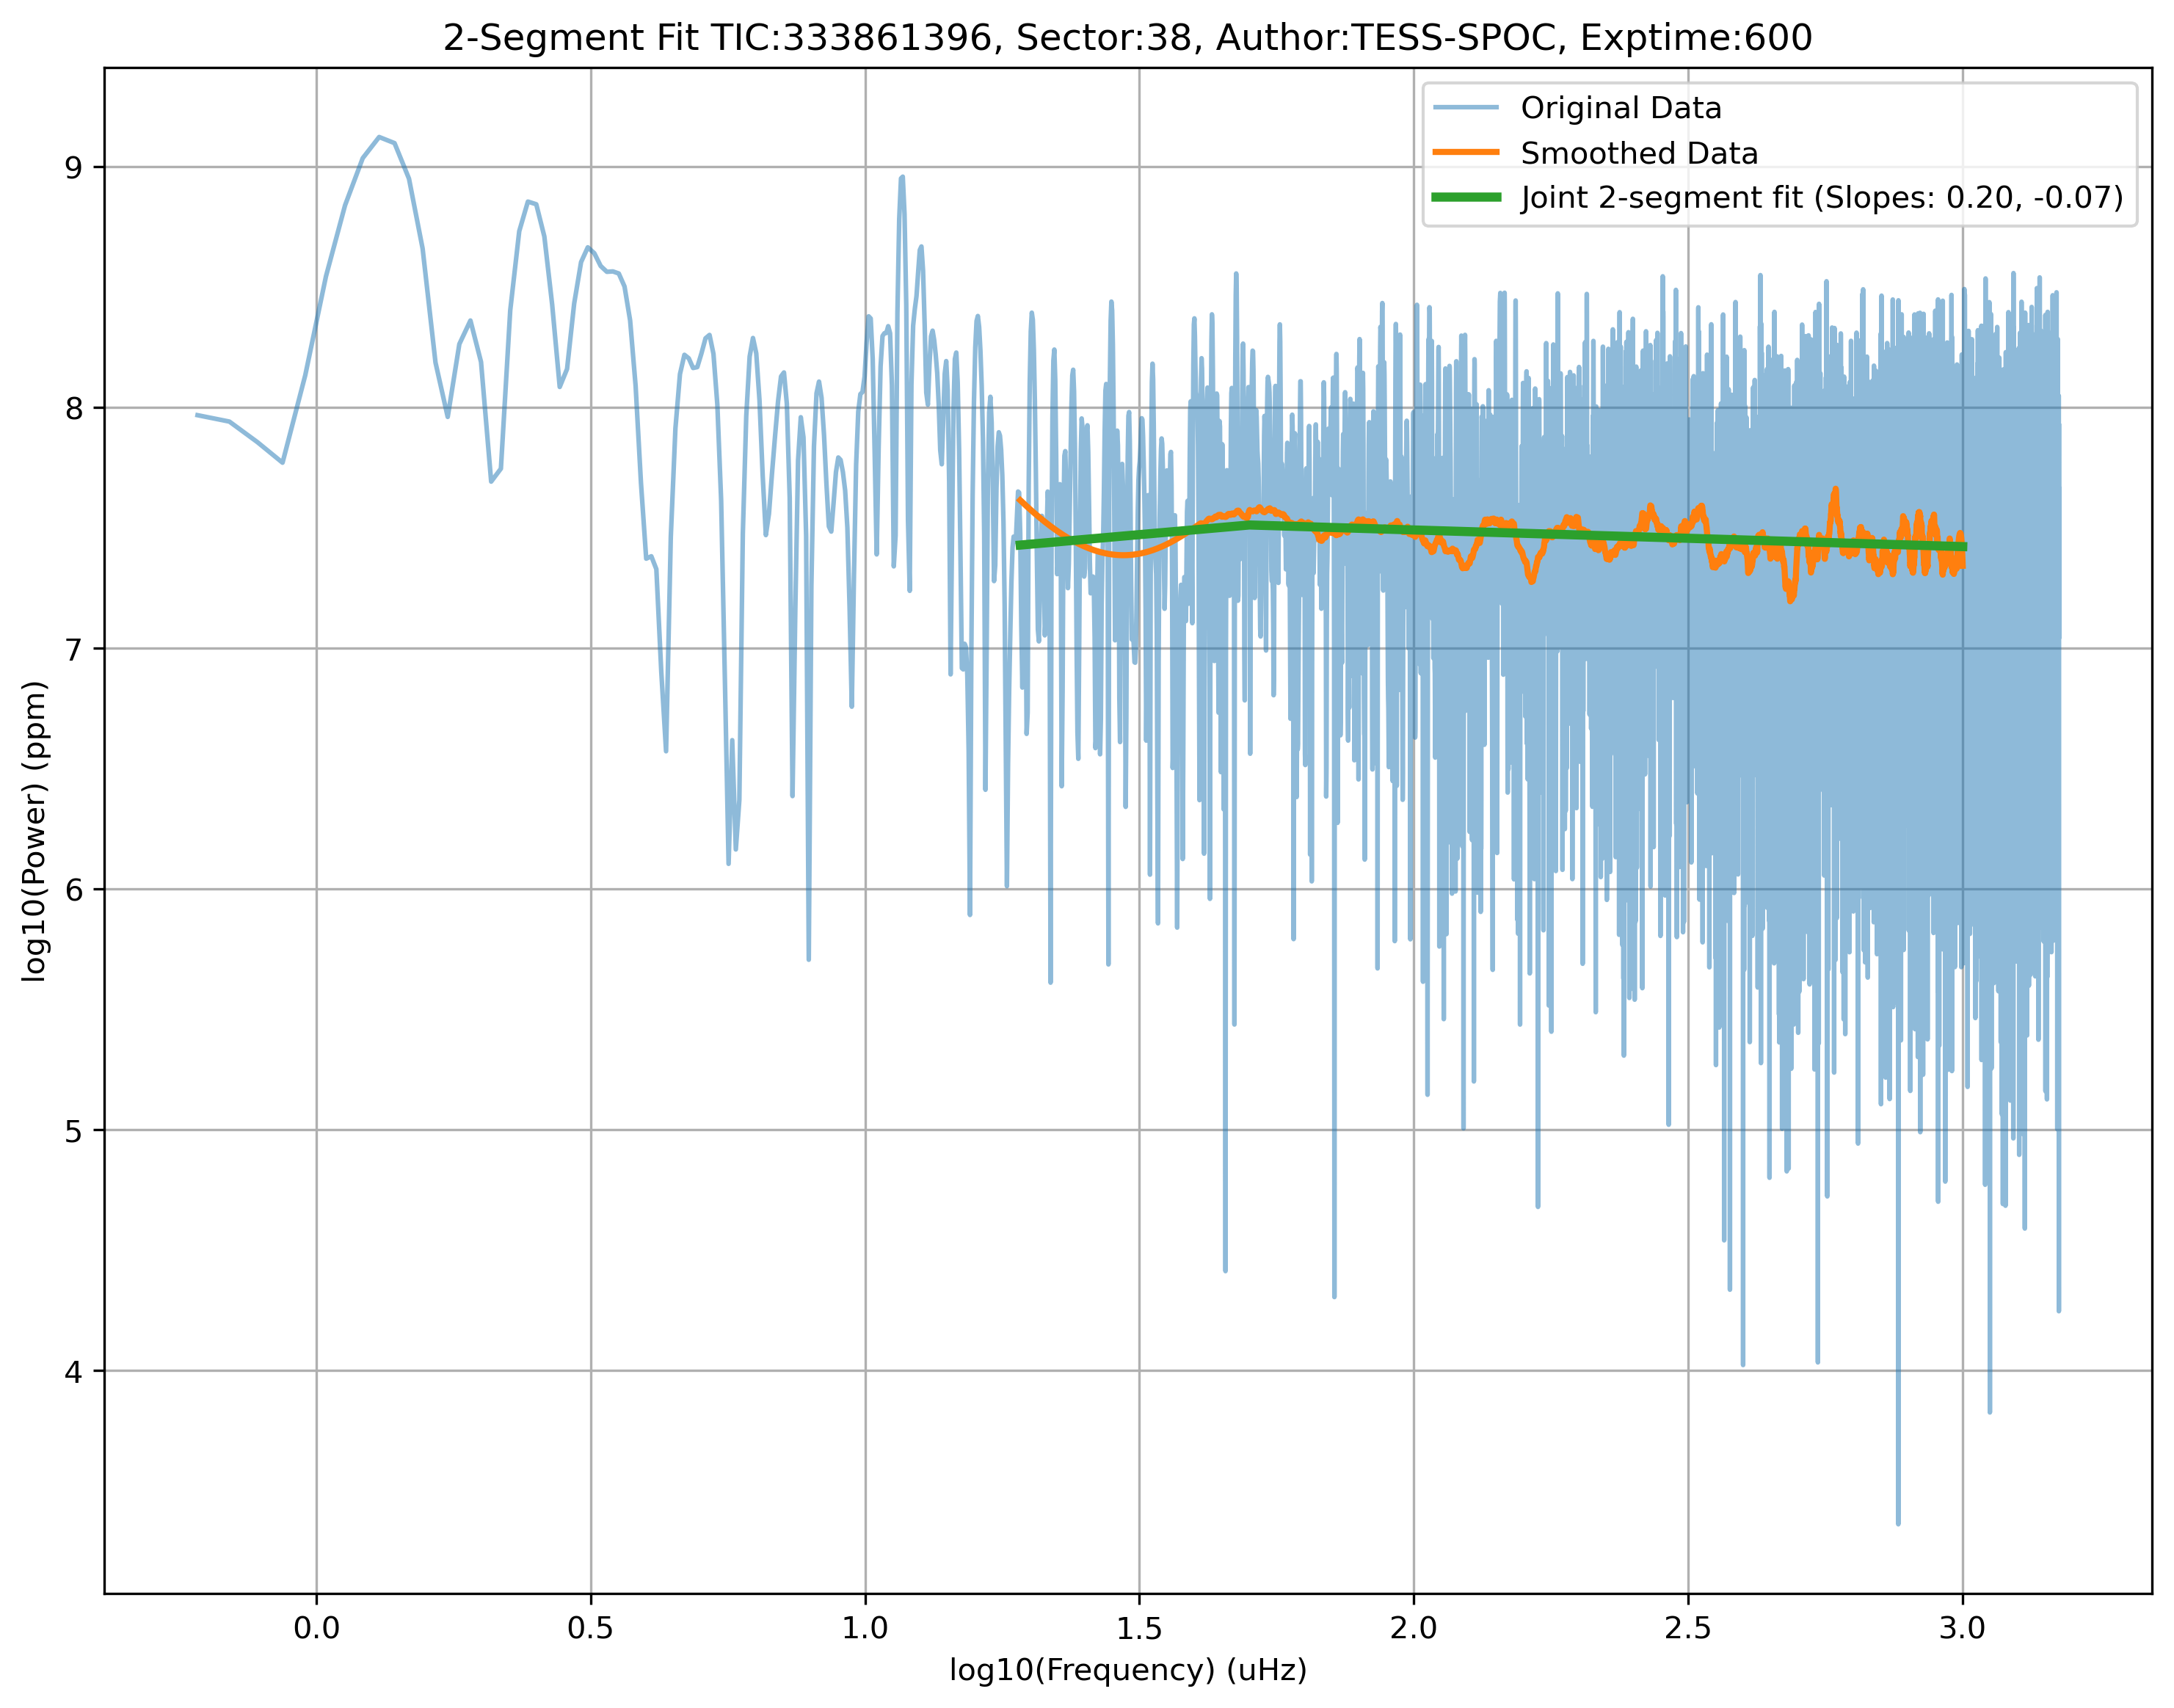 2-Segment Fit TIC:333861396, Sector:38, Author:TESS-SPOC, Exptime:600
Original Data
Smoothed Data
Joint 2-segment fit (Slopes: 0.20, -0.07)
log10(Power) (ppm)
9
8
7
6
5
4
0.0 0.5 1.0 1.5 2.0 2.5 3.0
log10(Frequency) (uHz)